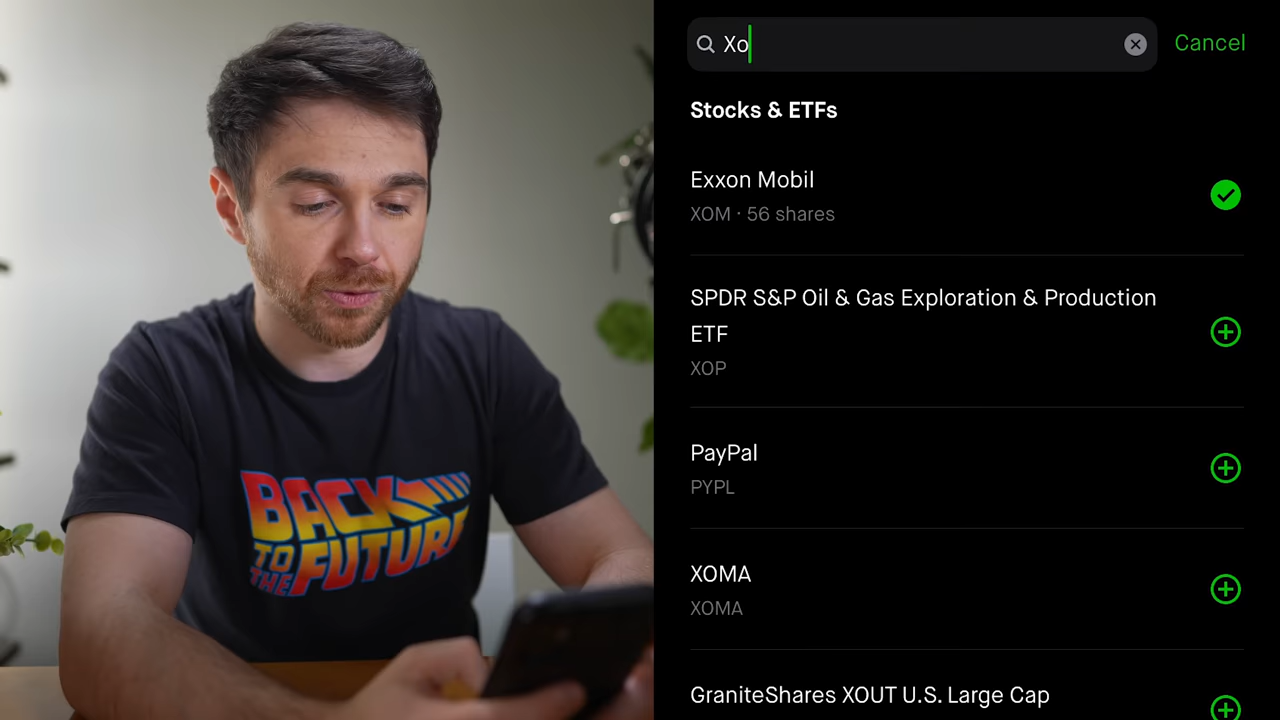 BACK
TO
THE FUTURE
Xo
Cancel
Stocks & ETFs
Exxon Mobil
XOM · 56 shares
SPDR S&P Oil & Gas Exploration & Production
ETF
XOP
PayPal
PYPL
XOMA
XOMA
GraniteShares XOUT U.S. Large Cap